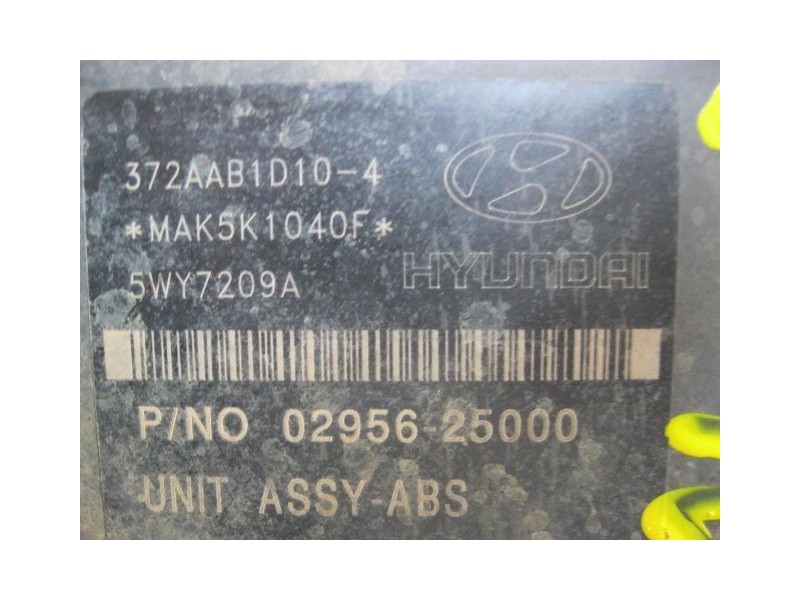 372AAB1D10-4
*MAK5K1040F*
5WY7209A
HYUNDAI
P/NO 02956-25000
UNIT ASSY-ABS